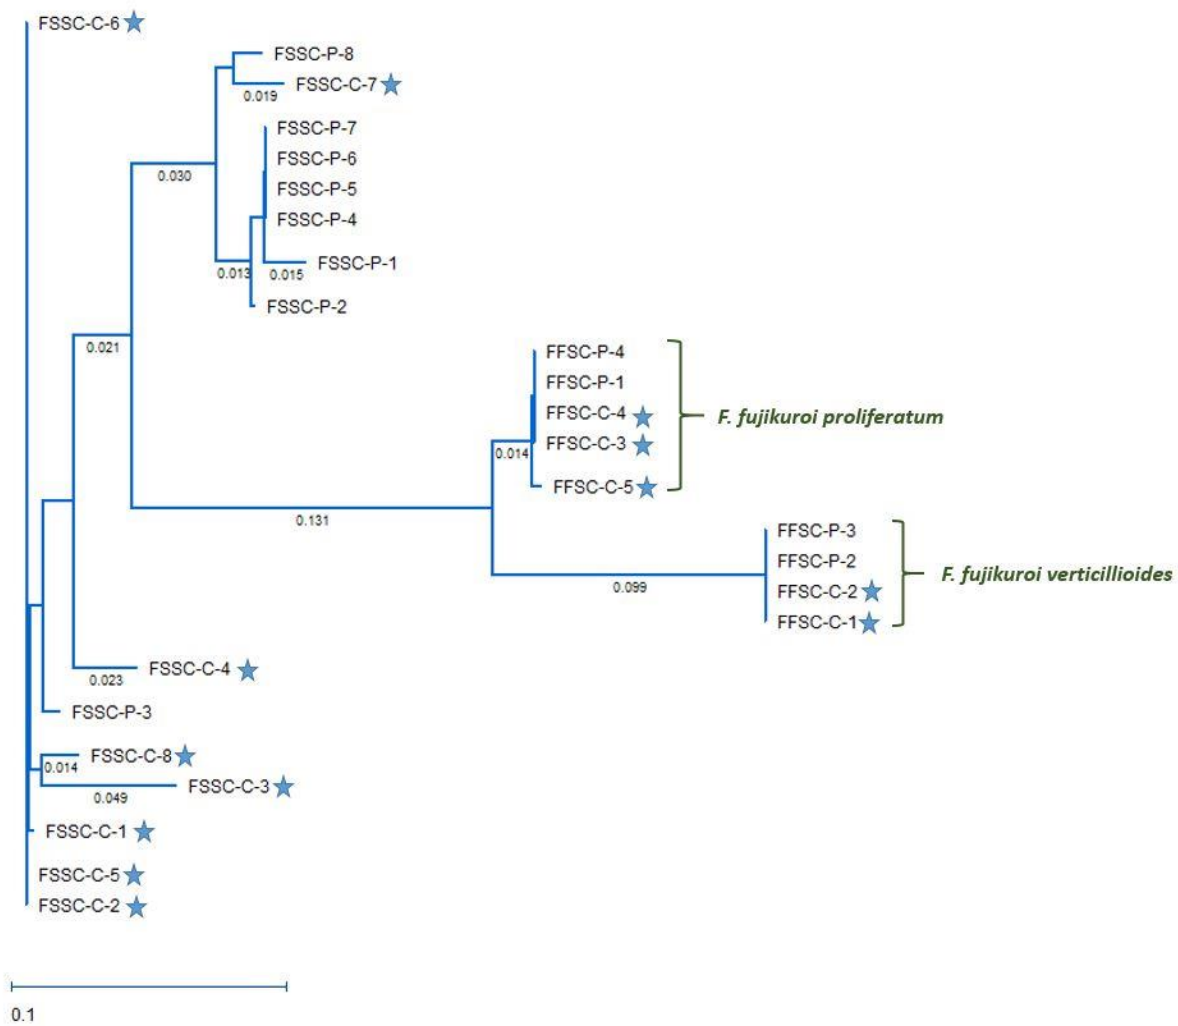 FSSC-C-6
FSSC-P-8
FSSC-C-7
0.019
FSSC-P-7
FSSC-P-6
0.030
FSSC-P-5
FSSC-P-4
FSSC-P-1
0.013
0.015
FSSC-P-2
0.021
FFSC-P-4
FFSC-P-1
FFSC-C-4
F. fujikuroi proliferatum
FFSC-C-3
0.014
FFSC-C-5
0.131
FFSC-P-3
FFSC-P-2
F. fujikuroi verticillioides
0.099
FFSC-C-2
FFSC-C-1
FSSC-C-4
0.023
FSSC-P-3
FSSC-C-8
0.014
FSSC-C-3
0.049
FSSC-C-1
FSSC-C-5
FSSC-C-2
0.1